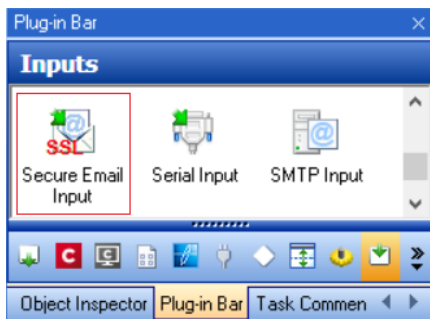 Plug-in Bar
Inputs
SSL
Secure Email
Input
Serial Input
SMTP Input
Object Inspector
Plug-in Bar
Task Commen